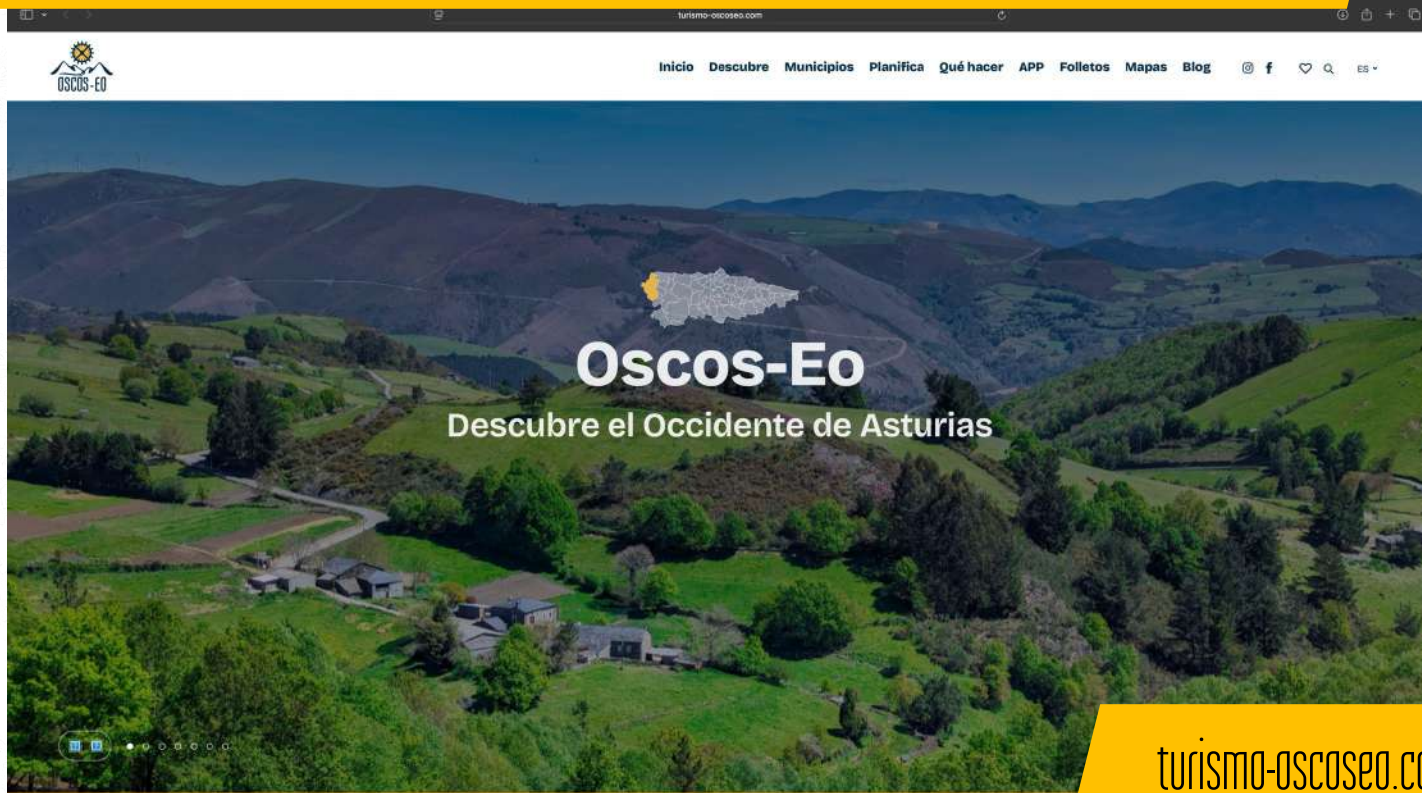 turismo-oscoseo.com
OSCOS-EO
Inicio Descubre Municipios Planifica Qué hacer APP Folletos Mapas Blog ES
Oscos-Eo
Descubre el Occidente de Asturias
turismo-oscoseo.co